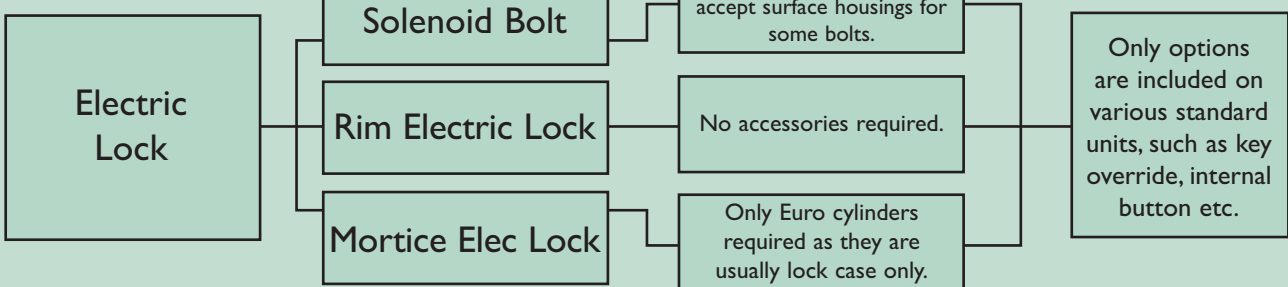 Electric
Lock
Solenoid Bolt
accept surface housings for
some bolts.
Rim Electric Lock
No accessories required.
Mortice Elec Lock
Only Euro cylinders
required as they are
usually lock case only.
Only options
are included on
various standard
units, such as key
override, internal
button etc.